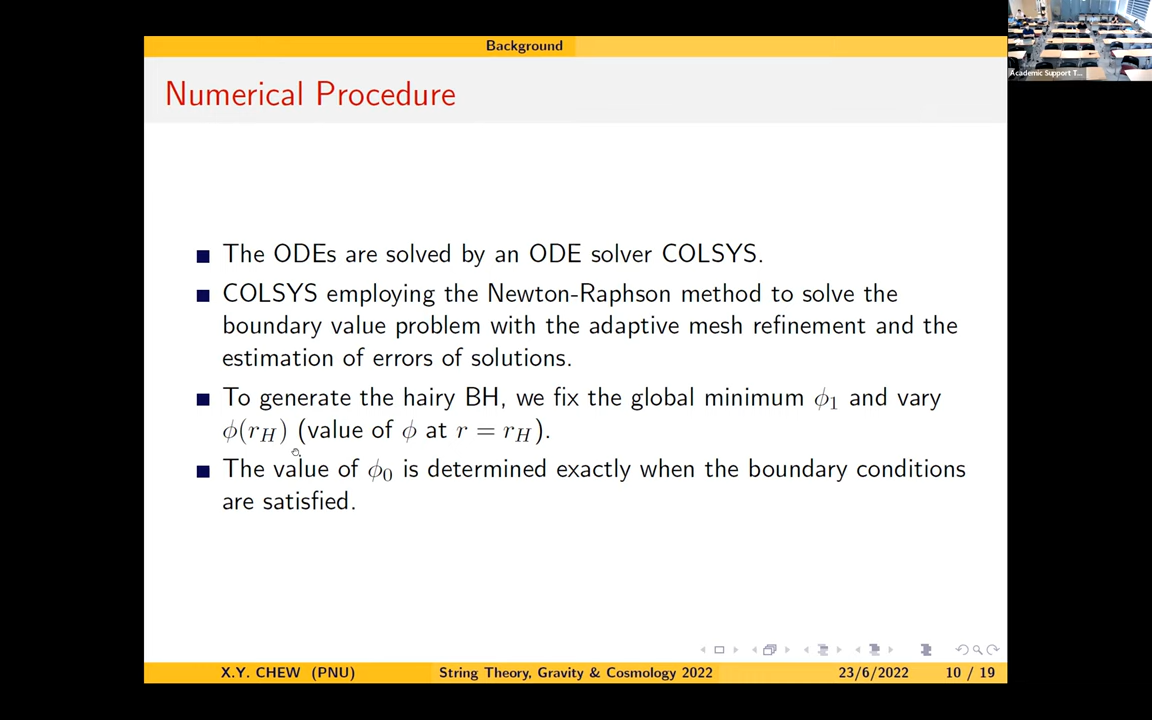 Background
Academic Support T...
Numerical Procedure
The ODEs are solved by an ODE solver COLSYS.
COLSYS employing the Newton-Raphson method to solve the
boundary value problem with the adaptive mesh refinement and the
estimation of errors of solutions.
To generate the hairy BH, we fix the global minimum ϕ₁ and vary
ϕ(r_H) (value of ϕ at r = r_H).
The value of ϕ₀ is determined exactly when the boundary conditions
are satisfied.
X.Y. CHEW (PNU) String Theory, Gravity & Cosmology 2022 23/6/2022 10 / 19